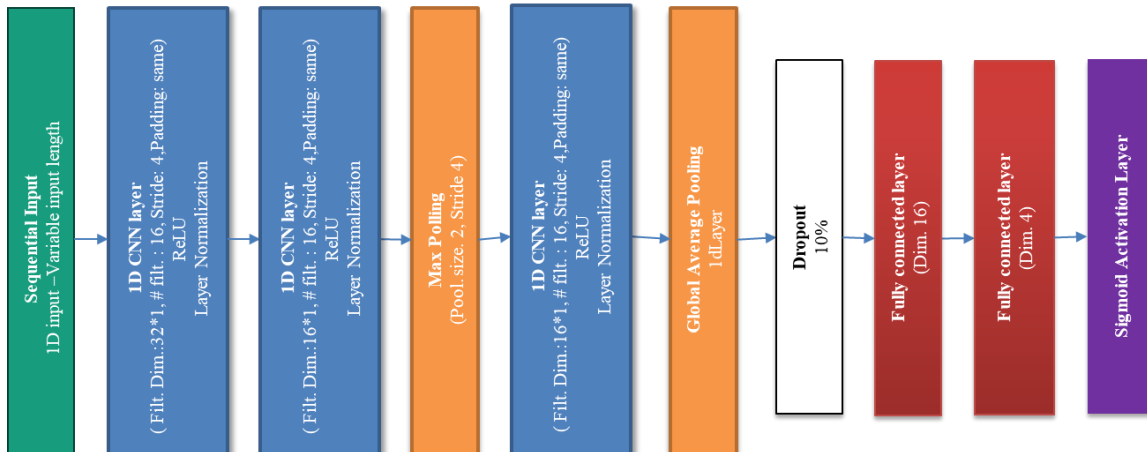 Sequential Input
1D input –Variable input length
1D CNN layer
( Filt. Dim.:32*1, # filt. : 16, Stride: 4,Padding: same)
ReLU
Layer Normalization
1D CNN layer
( Filt. Dim.:16*1, # filt. : 16, Stride: 4,Padding: same)
ReLU
Layer Normalization
Max Polling
(Pool. size. 2, Stride 4)
1D CNN layer
( Filt. Dim.:16*1, # filt. : 16, Stride: 4,Padding: same)
ReLU
Layer Normalization
Global Average Pooling
1dLayer
Dropout
10%
Fully connected layer
(Dim. 16)
Fully connected layer
(Dim. 4)
Sigmoid Activation Layer